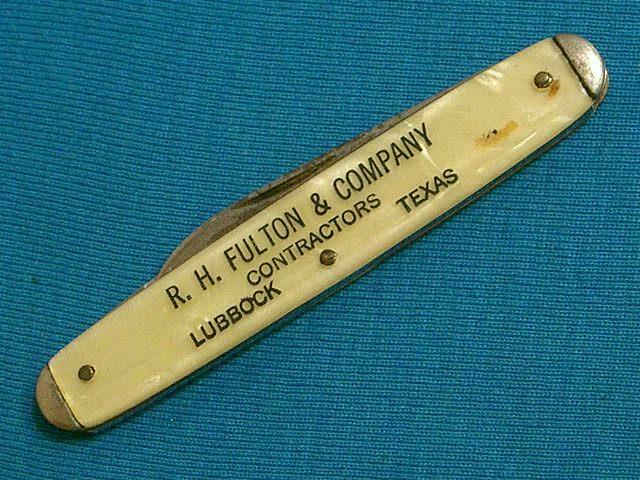 R. H. FULTON & COMPANY
CONTRACTORS
LUBBOCK TEXAS